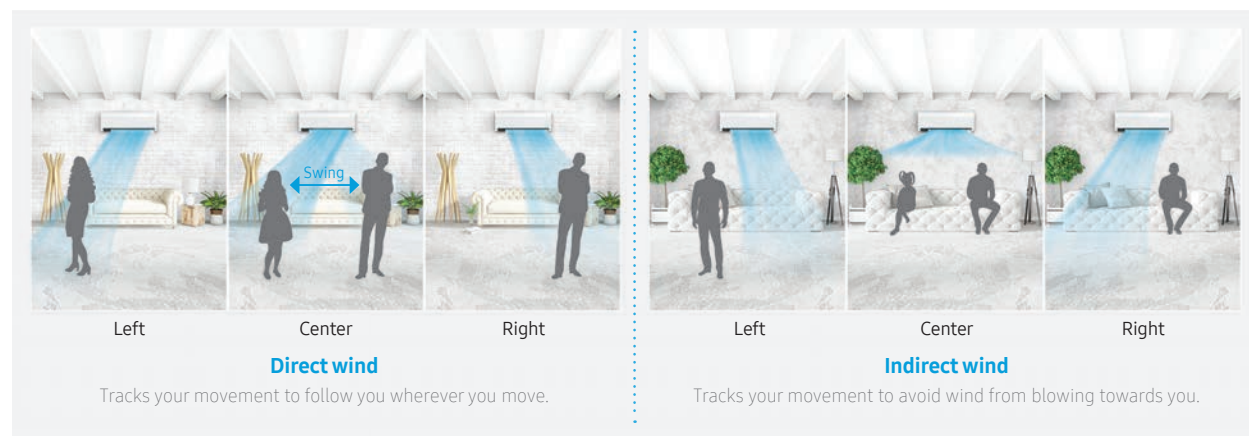 Swing
Left
Center
Right
Direct wind
Tracks your movement to follow you wherever you move.
Left
Center
Right
Indirect wind
Tracks your movement to avoid wind from blowing towards you.